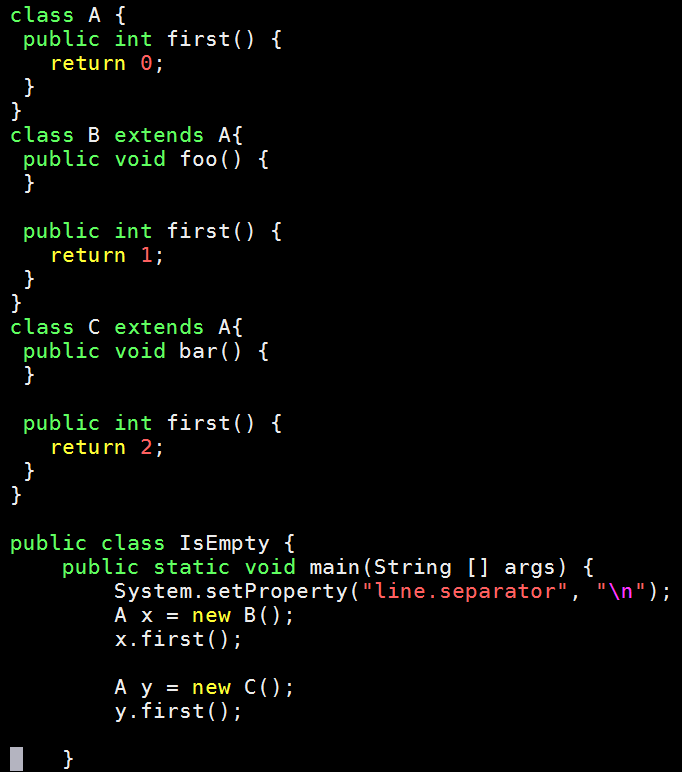 class A {
 public int first() {
   return 0;
 }
}
class B extends A{
 public void foo() {
 }

 public int first() {
   return 1;
 }
}
class C extends A{
 public void bar() {
 }

 public int first() {
   return 2;
 }
}

public class IsEmpty {
    public static void main(String [] args) {
        System.setProperty("line.separator", "\n");
        A x = new B();
        x.first();

        A y = new C();
        y.first();

    }